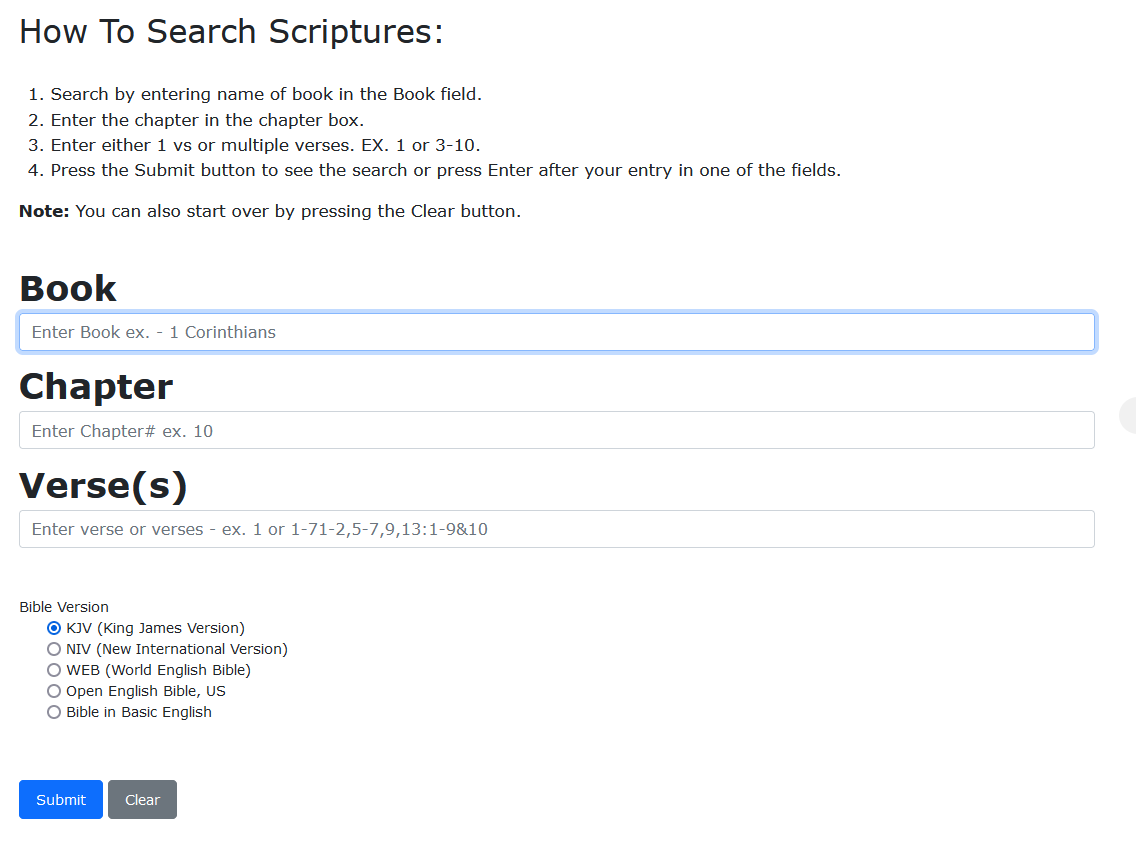 How To Search Scriptures:
1. Search by entering name of book in the Book field.
2. Enter the chapter in the chapter box.
3. Enter either 1 vs or multiple verses. EX. 1 or 3-10.
4. Press the Submit button to see the search or press Enter after your entry in one of the fields.
Note: You can also start over by pressing the Clear button.
Book
Enter Book ex. - 1 Corinthians
Chapter
Enter Chapter# ex. 10
Verse(s)
Enter verse or verses - ex. 1 or 1-71-2,5-7,9,13:1-9&10
Bible Version
KJV (King James Version)
NIV (New International Version)
WEB (World English Bible)
Open English Bible, US
Bible in Basic English
Submit Clear